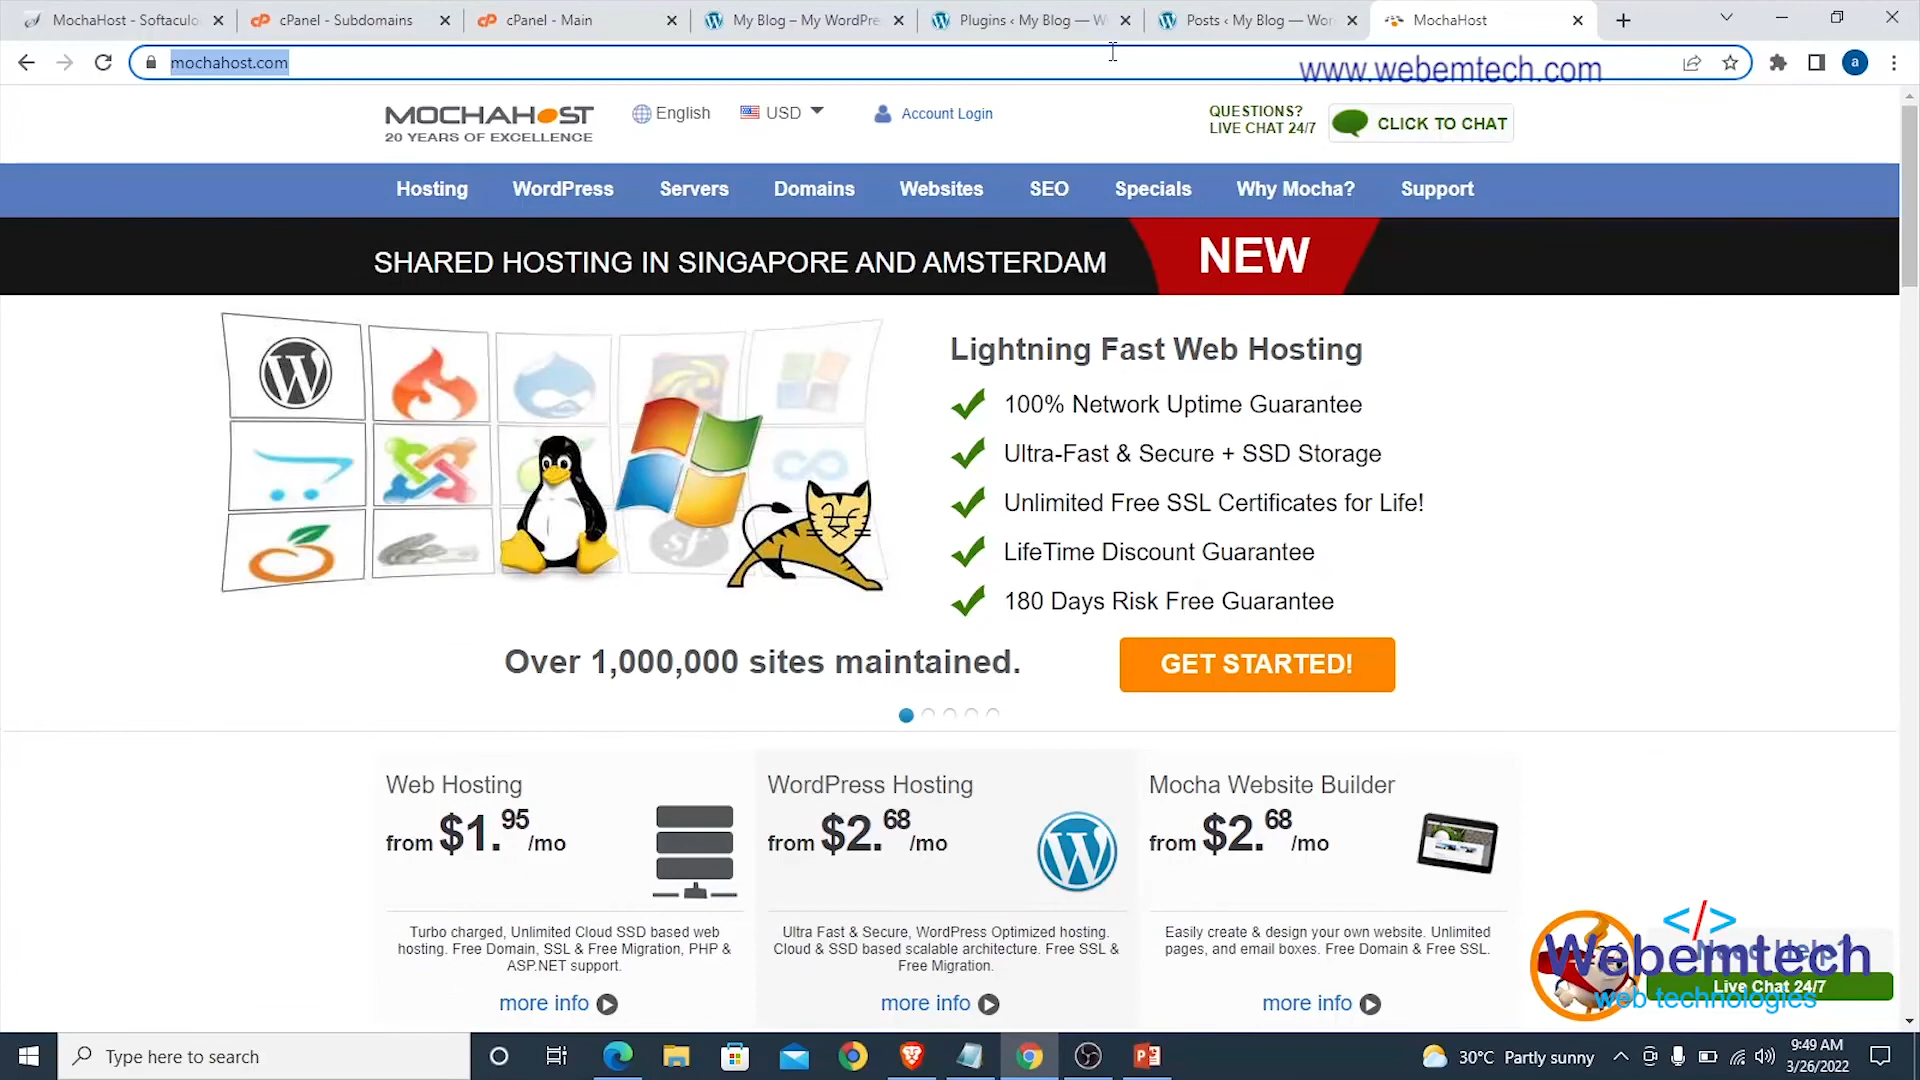 MochaHost - Softaculo
cPanel - Subdomains
cPanel - Main
My Blog – My WordPre
Plugins ‹ My Blog — W
Posts ‹ My Blog — Wor
MochaHost
mochahost.com
www.webemtech.com
a
MOCHAHOST
20 YEARS OF EXCELLENCE
English
USD
Account Login
QUESTIONS?
LIVE CHAT 24/7
CLICK TO CHAT
Hosting
WordPress
Servers
Domains
Websites
SEO
Specials
Why Mocha?
Support
SHARED HOSTING IN SINGAPORE AND AMSTERDAM
NEW
Lightning Fast Web Hosting
100% Network Uptime Guarantee
Ultra-Fast & Secure + SSD Storage
Unlimited Free SSL Certificates for Life!
LifeTime Discount Guarantee
180 Days Risk Free Guarantee
Over 1,000,000 sites maintained.
GET STARTED!
Web Hosting
from $1.95 /mo
Turbo charged, Unlimited Cloud SSD based web
hosting. Free Domain, SSL & Free Migration, PHP &
ASP.NET support.
more info
WordPress Hosting
from $2.68 /mo
Ultra Fast & Secure, WordPress Optimized hosting.
Cloud & SSD based scalable architecture. Free SSL &
Free Migration.
more info
Mocha Website Builder
from $2.68 /mo
Easily create & design your own website. Unlimited
pages, and email boxes. Free Domain & Free SSL.
more info
</>
Webemtech
Live Chat 24/7
web technologies
Type here to search
30°C Partly sunny
9:49 AM
3/26/2022